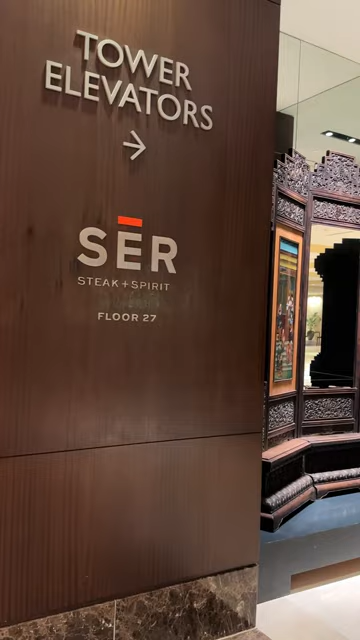 TOWER
ELEVATORS
→
SĒR
STEAK+SPIRIT
FLOOR 27